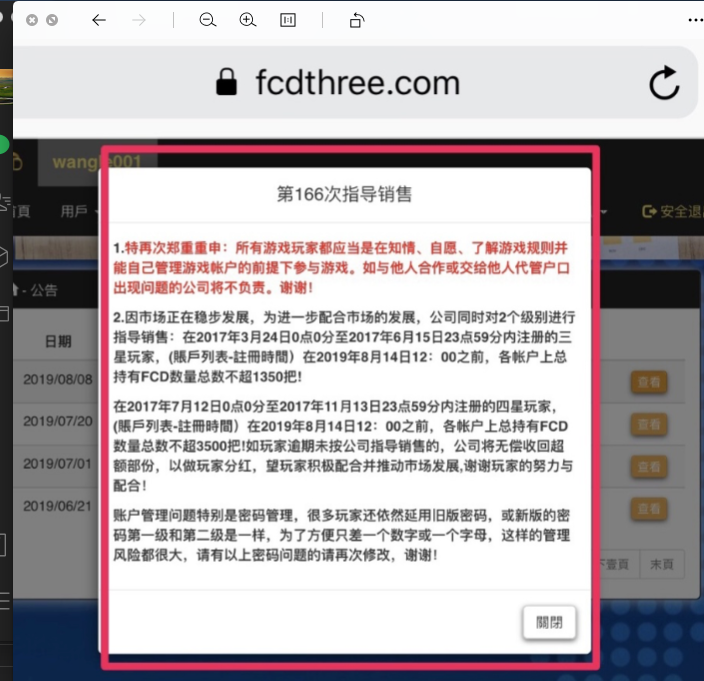 fcdthree.com
wangle001
頁
用戶
安全退出
第166次指导销售
1.特再次郑重重申：所有游戏玩家都应当是在知情、自愿、了解游戏规则并
能自己管理游戏帐户的前提下参与游戏。如与他人合作或交给他人代管户口
出现问题的公司将不负责。谢谢！
- 公告
2.因市场正在稳步发展，为进一步配合市场的发展，公司同时对2个级别进行
指导销售：在2017年3月24日0点0分至2017年6月15日23点59分内注册的三
星玩家，(賬戶列表-註冊時間）在2019年8月14日12：00之前，各帐户上总
持有FCD数量总数不超1350把!
日期
2019/08/08
查看
在2017年7月12日0点0分至2017年11月13日23点59分内注册的四星玩家，
(賬戶列表-註冊時間）在2019年8月14日12：00之前，各帐户上总持有FCD
数量总数不超3500把!如玩家逾期未按公司指导销售的，公司将无偿收回超
额部份，以做玩家分红，望玩家积极配合并推动市场发展,谢谢玩家的努力与
配合！
2019/07/20
查看
2019/07/01
查看
2019/06/21
查看
账户管理问题特别是密码管理，很多玩家还依然延用旧版密码，或新版的密
码第一级和第二级是一样，为了方便只差一个数字或一个字母，这样的管理
风险都很大，请有以上密码问题的请再次修改，谢谢！
下壹頁
末頁
關閉